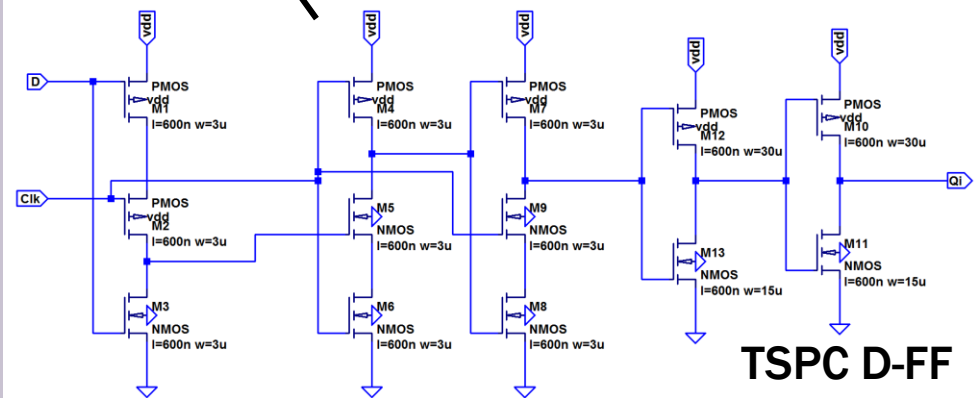 vdd
vdd
vdd
vdd
vdd
D
PMOS
vdd
M1
l=600n w=3u
PMOS
vdd
M4
l=600n w=3u
PMOS
vdd
M7
l=600n w=3u
PMOS
vdd
M12
l=600n w=30u
PMOS
vdd
M10
l=600n w=30u
Clk
PMOS
vdd
M2
l=600n w=3u
M5
NMOS
l=600n w=3u
M9
NMOS
l=600n w=3u
Qi
M13
NMOS
l=600n w=15u
M11
NMOS
l=600n w=15u
M3
NMOS
l=600n w=3u
M6
NMOS
l=600n w=3u
M8
NMOS
l=600n w=3u
TSPC D-FF